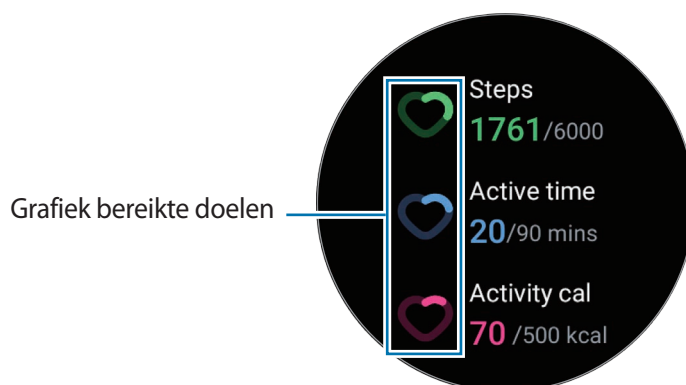 Steps
1761/6000
Grafiek bereikte doelen
Active time
20/90 mins
Activity cal
70 /500 kcal